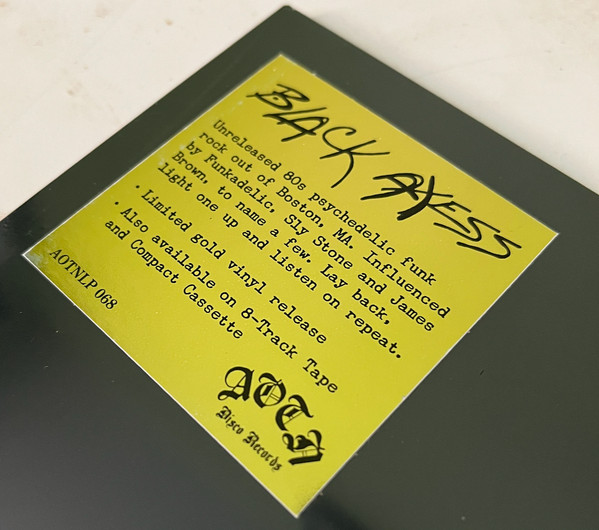 BLACK AXESS
Unreleased 80s psychedelic funk
rock out of Boston, MA. Influenced
by Funkadelic, Sly Stone and James
Brown, to name a few. Lay back,
light one up and listen on repeat.
· Limited gold vinyl release
· Also available on 8-Track Tape
and Compact Cassette
AOTNLP 068
AOTN
Disco Records